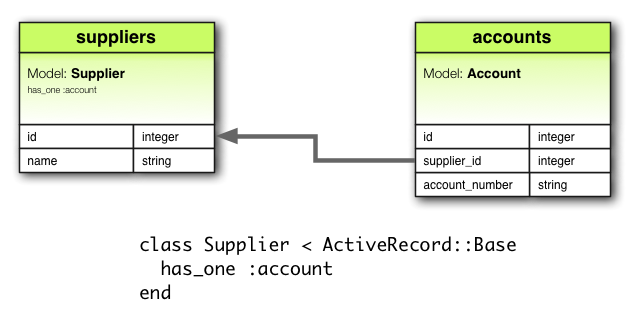 suppliers
Model: Supplier
has_one :account
id integer
name string
accounts
Model: Account
id integer
supplier_id integer
account_number string
class Supplier < ActiveRecord::Base
  has_one :account
end